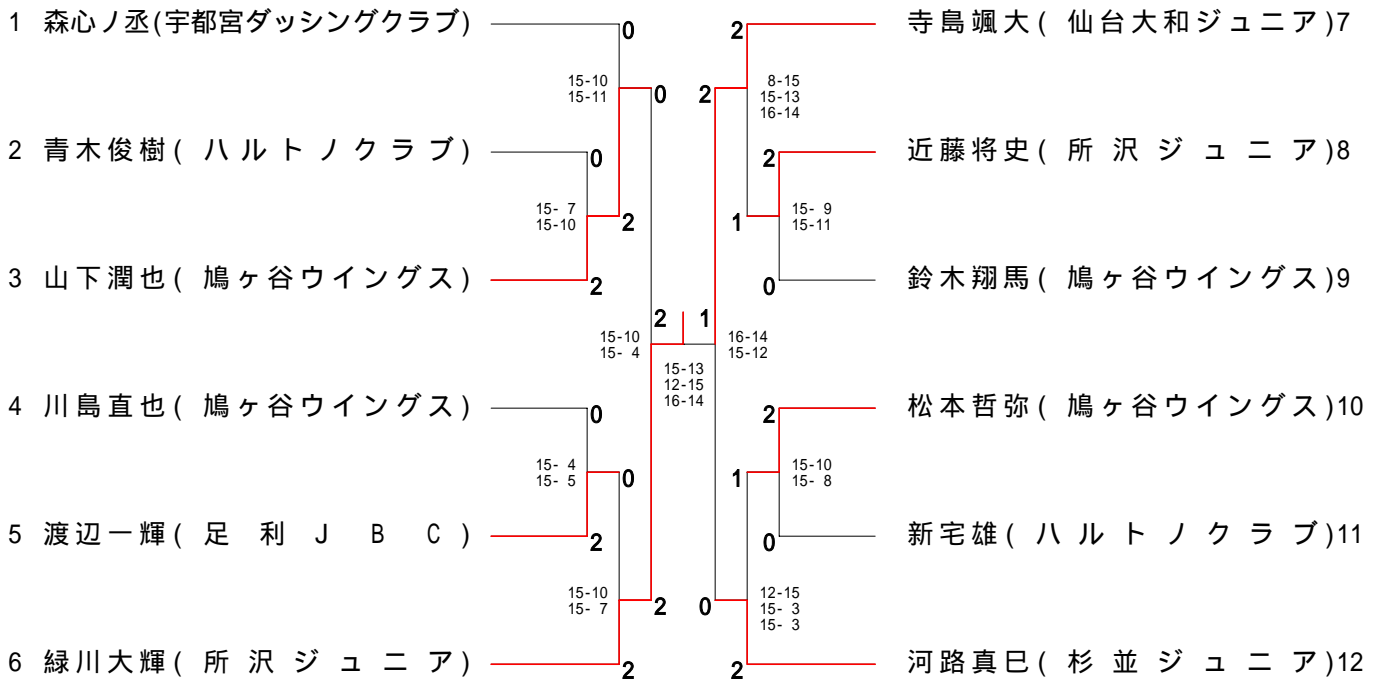 1 森心ノ丞(宇都宮ダッシングクラブ) 0 2 寺島颯大( 仙台大和ジュニア)7
15-10 8-15
15-11 0 2 15-13
16-14
2 青木俊樹( ハルトノクラブ) 0 2 近藤将史( 所沢ジュニア)8
15- 7 15- 9
15-10 2 1 15-11
3 山下潤也( 鳩ヶ谷ウイングス) 2 0 鈴木翔馬( 鳩ヶ谷ウイングス)9
2 1
15-10 16-14
15- 4 15-12
15-13
12-15
16-14
4 川島直也( 鳩ヶ谷ウイングス) 0 2 松本哲弥( 鳩ヶ谷ウイングス)10
15- 4 15-10
15- 5 0 1 15- 8
5 渡辺一輝( 足利JBC) 2 0 新宅雄( ハルトノクラブ)11
15-10 12-15
15- 7 2 0 15- 3
15- 3
6 緑川大輝( 所沢ジュニア) 2 2 河路真巳( 杉並ジュニア)12